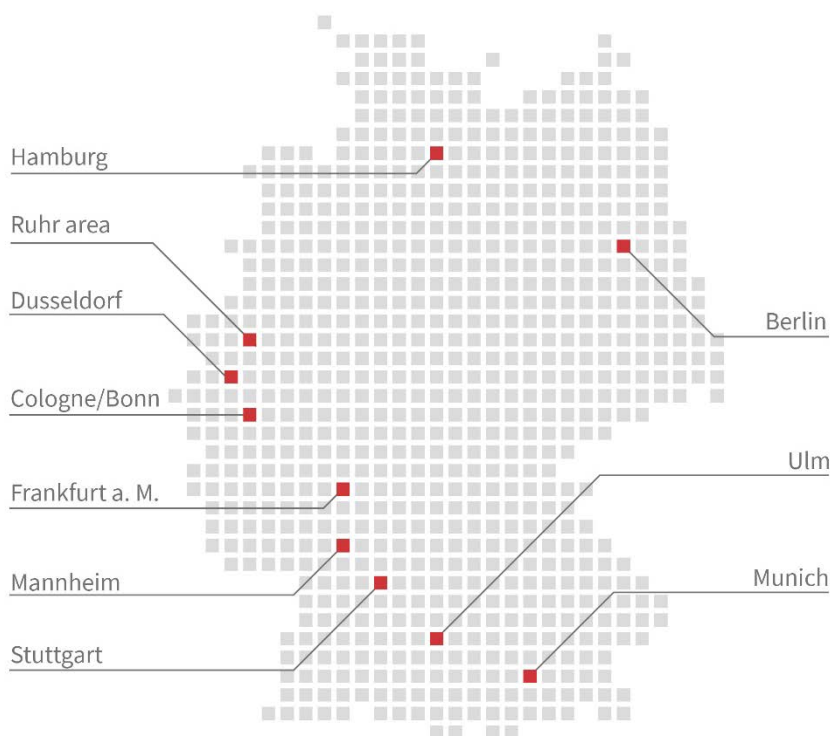 Hamburg
Ruhr area
Dusseldorf
Berlin
Cologne/Bonn
Ulm
Frankfurt a. M.
Mannheim
Munich
Stuttgart